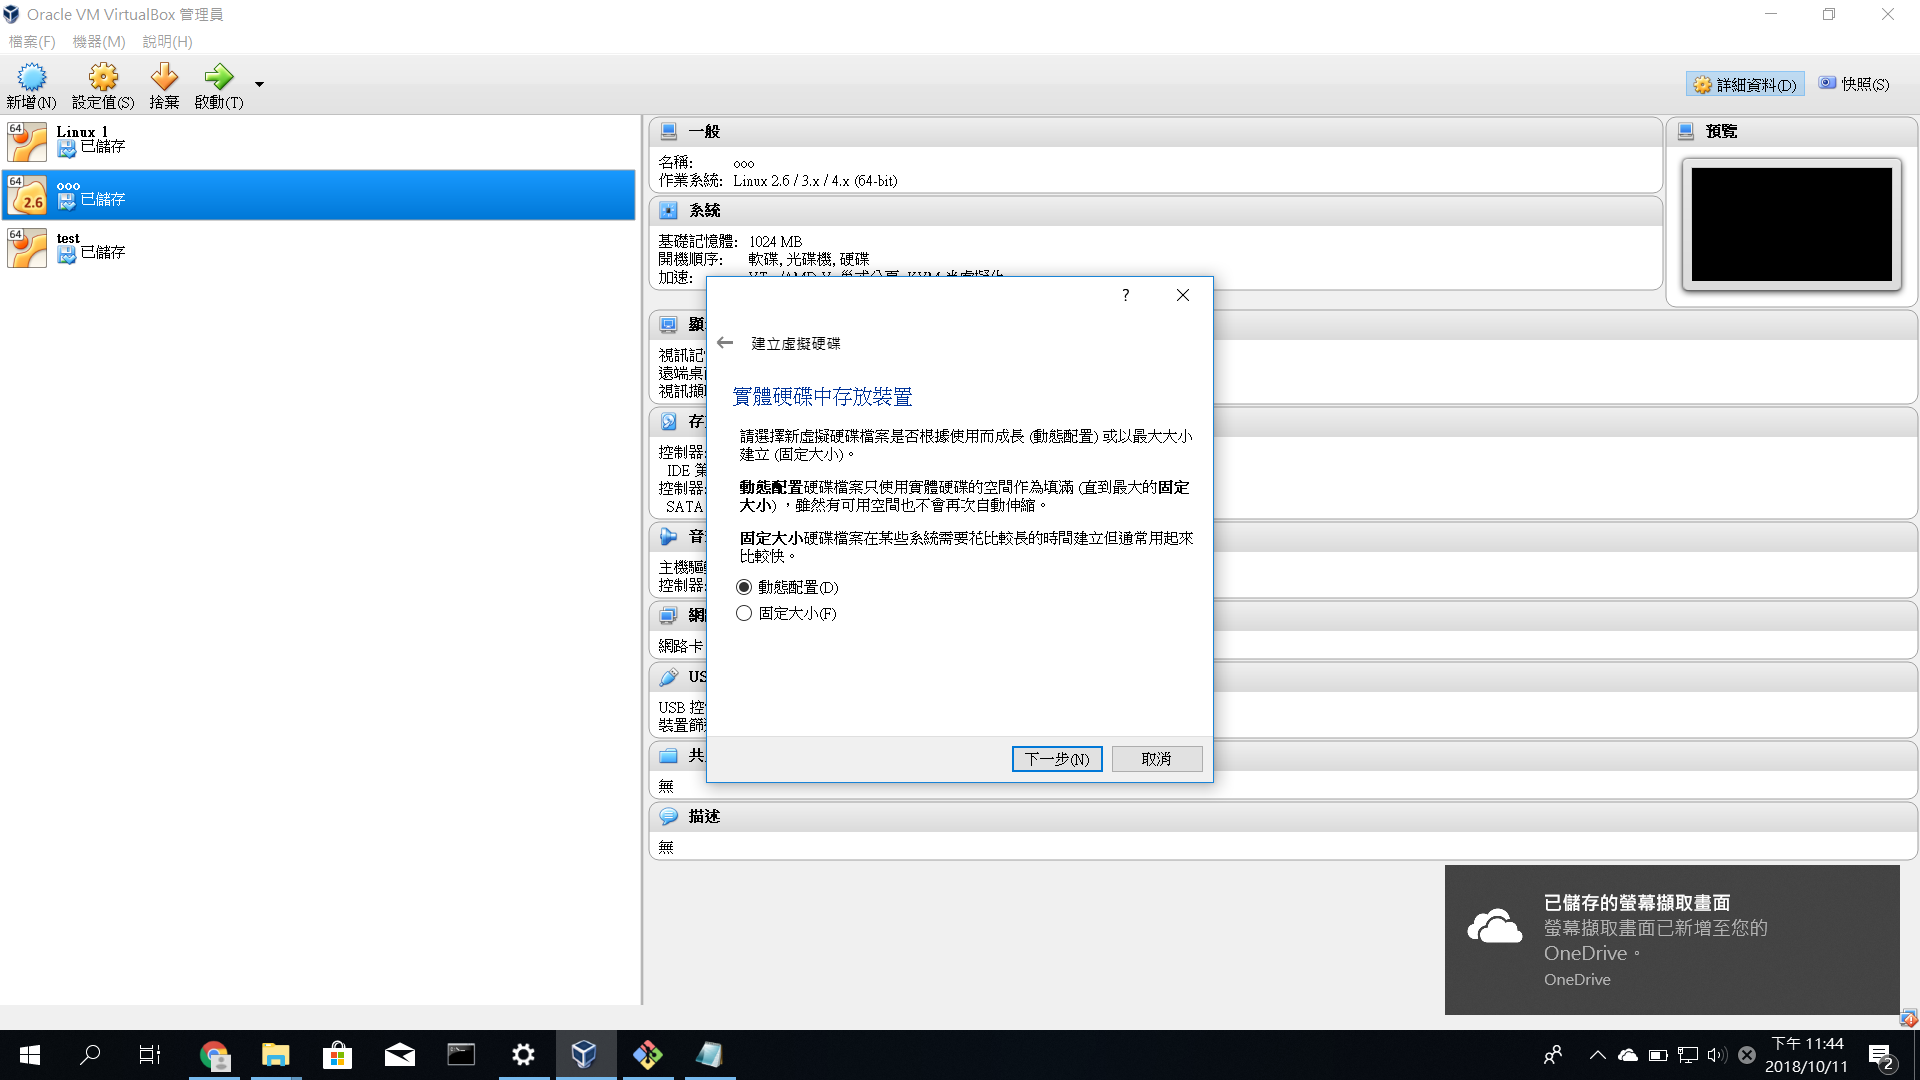 Oracle VM VirtualBox 管理員
檔案(F) 機器(M) 說明(H)
新增(N) 設定值(S) 捨棄 啟動(T)
詳細資料(D) 快照(S)
64
Linux 1
已儲存
64
2.6
ooo
已儲存
64
test
已儲存
一般
名稱: ooo
作業系統: Linux 2.6 / 3.x / 4.x (64-bit)
預覽
系統
基礎記憶體: 1024 MB
開機順序: 軟碟, 光碟機, 硬碟
加速:
視訊記
遠端桌
視訊擷
控制器:
IDE 第
控制器:
SATA
主機驅
控制器:
網路卡
US
USB 控
裝置篩
共
無
描述
無
?
建立虛擬硬碟
實體硬碟中存放裝置
請選擇新虛擬硬碟檔案是否根據使用而成長 (動態配置) 或以最大大小
建立 (固定大小)。
動態配置硬碟檔案只使用實體硬碟的空間作為填滿 (直到最大的固定
大小) ，雖然有可用空間也不會再次自動伸縮。
固定大小硬碟檔案在某些系統需要花比較長的時間建立但通常用起來
比較快。
動態配置(D)
固定大小(F)
下一步(N) 取消
已儲存的螢幕擷取畫面
螢幕擷取畫面已新增至您的
OneDrive。
OneDrive
下午 11:44
2018/10/11
2